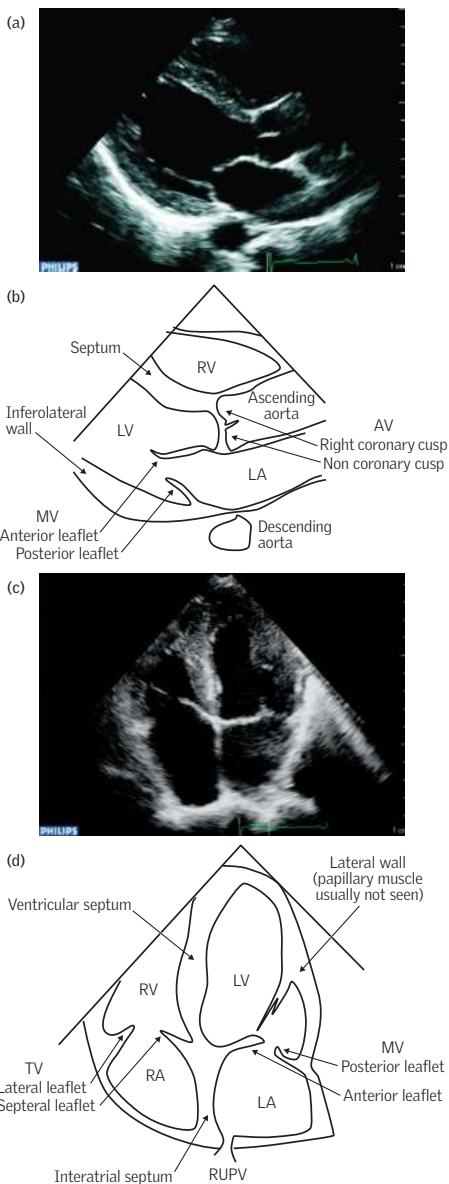 (a)
PHILIPS
(b)
Septum
RV
Ascending
aorta
Inferolateral
wall
LV
AV
Right coronary cusp
Non coronary cusp
LA
MV
Anterior leaflet
Posterior leaflet
Descending
aorta
(c)
PHILIPS
(d)
Lateral wall
(papillary muscle
usually not seen)
Ventricular septum
RV
LV
MV
Posterior leaflet
TV
Lateral leaflet
Septeral leaflet
RA
Anterior leaflet
LA
Interatrial septum
RUPV